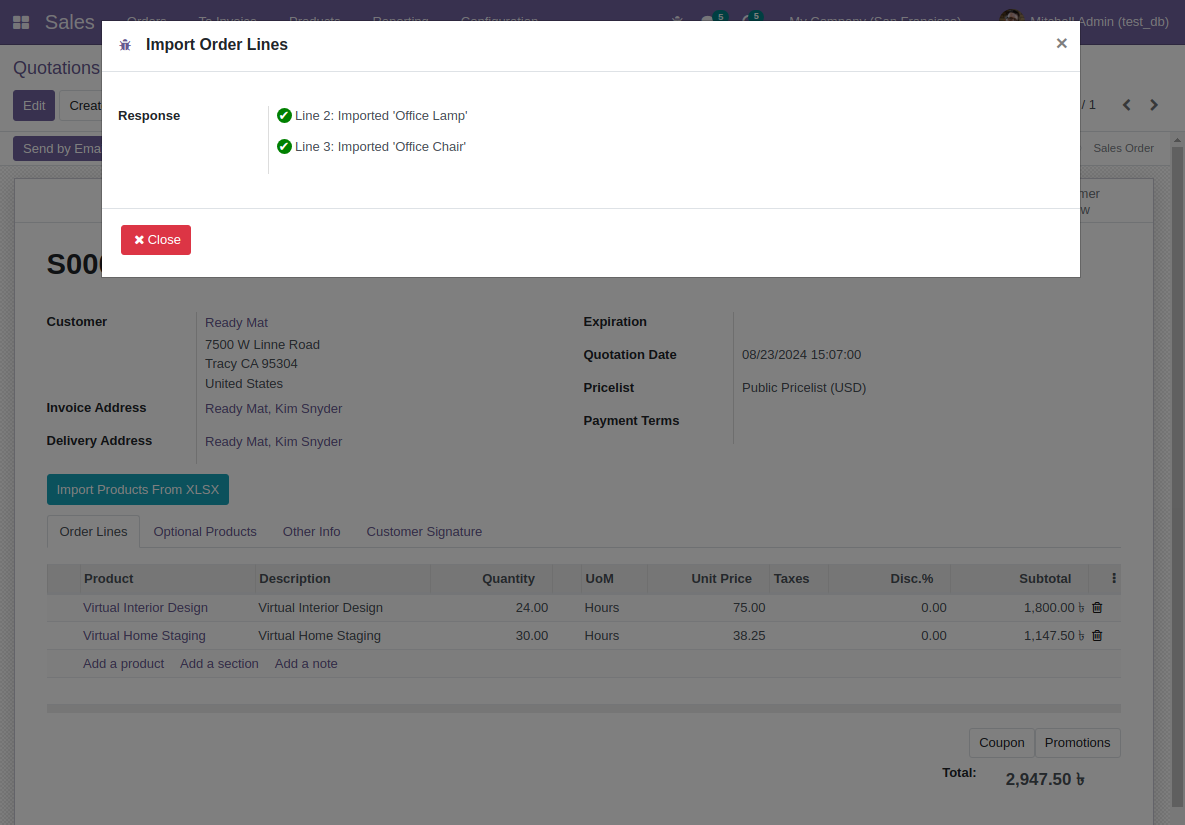 Sales Orders To Invoice Products Reporting Configuration 5 5 My Company (San Francisco) Mitchell Admin (test_db)
Import Order Lines
Quotations
Edit Creat / 1
Response
Line 2: Imported 'Office Lamp'
Line 3: Imported 'Office Chair'
Send by Emai Sales Order
mer
w
Close
S000
Customer Ready Mat
7500 W Linne Road
Tracy CA 95304
United States
Invoice Address Ready Mat, Kim Snyder
Delivery Address Ready Mat, Kim Snyder
Expiration
Quotation Date 08/23/2024 15:07:00
Pricelist Public Pricelist (USD)
Payment Terms
Import Products From XLSX
Order Lines Optional Products Other Info Customer Signature
Product Description Quantity UoM Unit Price Taxes Disc.% Subtotal
Virtual Interior Design Virtual Interior Design 24.00 Hours 75.00 0.00 1,800.00 ৳
Virtual Home Staging Virtual Home Staging 30.00 Hours 38.25 0.00 1,147.50 ৳
Add a product Add a section Add a note
Coupon Promotions
Total: 2,947.50 ৳